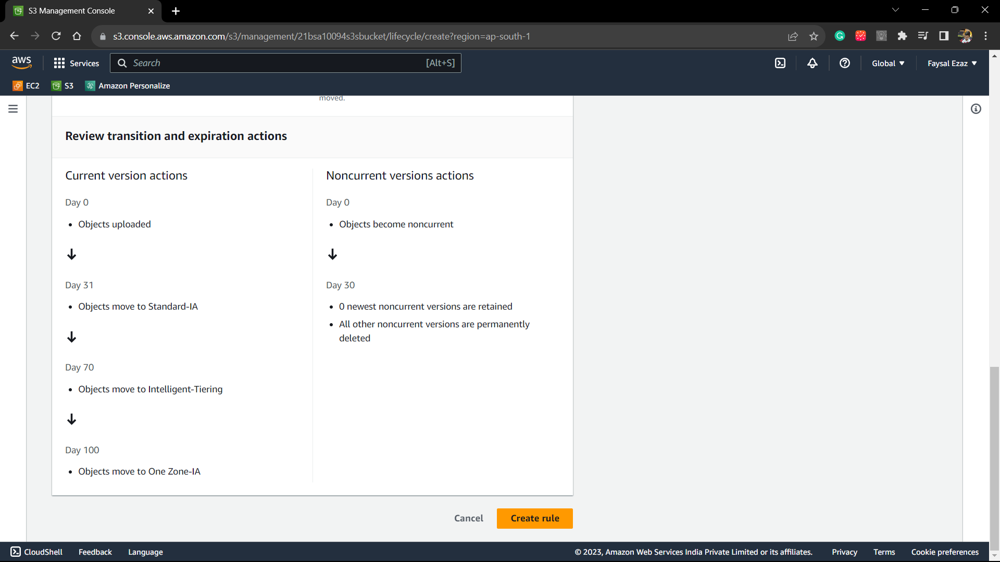 S3 Management Console
s3.console.aws.amazon.com/s3/management/21bsa10094s3sbucket/lifecycle/create?region=ap-south-1
aws
Services
Search
[Alt+S]
Global
Faysal Ezaz
EC2
S3
Amazon Personalize
moved.
Review transition and expiration actions
Current version actions
Day 0
Objects uploaded
Day 31
Objects move to Standard-IA
Day 70
Objects move to Intelligent-Tiering
Day 100
Objects move to One Zone-IA
Noncurrent versions actions
Day 0
Objects become noncurrent
Day 30
0 newest noncurrent versions are retained
All other noncurrent versions are permanently
deleted
Cancel
Create rule
CloudShell
Feedback
Language
© 2023, Amazon Web Services India Private Limited or its affiliates.
Privacy
Terms
Cookie preferences